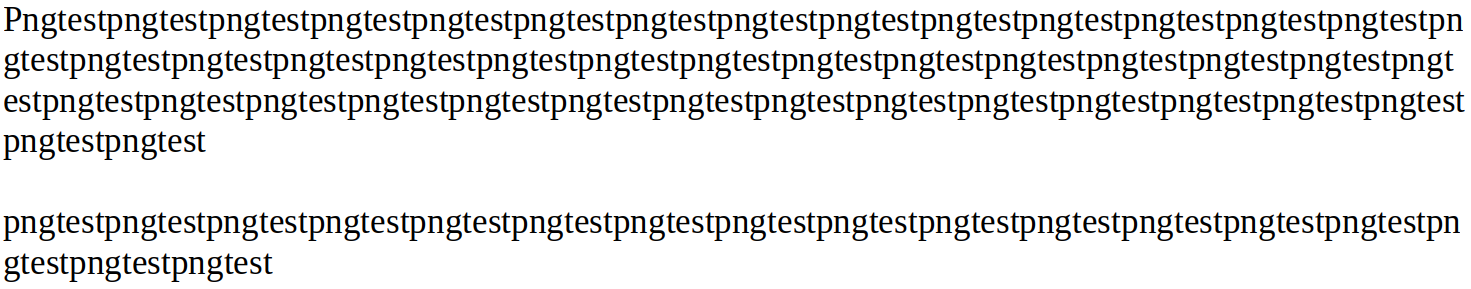 Pngtestpngtestpngtestpngtestpngtestpngtestpngtestpngtestpngtestpngtestpngtestpngtestpngtestpngtestpn
gtestpngtestpngtestpngtestpngtestpngtestpngtestpngtestpngtestpngtestpngtestpngtestpngtestpngtestpngt
estpngtestpngtestpngtestpngtestpngtestpngtestpngtestpngtestpngtestpngtestpngtestpngtestpngtestpngtest
pngtestpngtest

pngtestpngtestpngtestpngtestpngtestpngtestpngtestpngtestpngtestpngtestpngtestpngtestpngtestpngtestpn
gtestpngtestpngtest